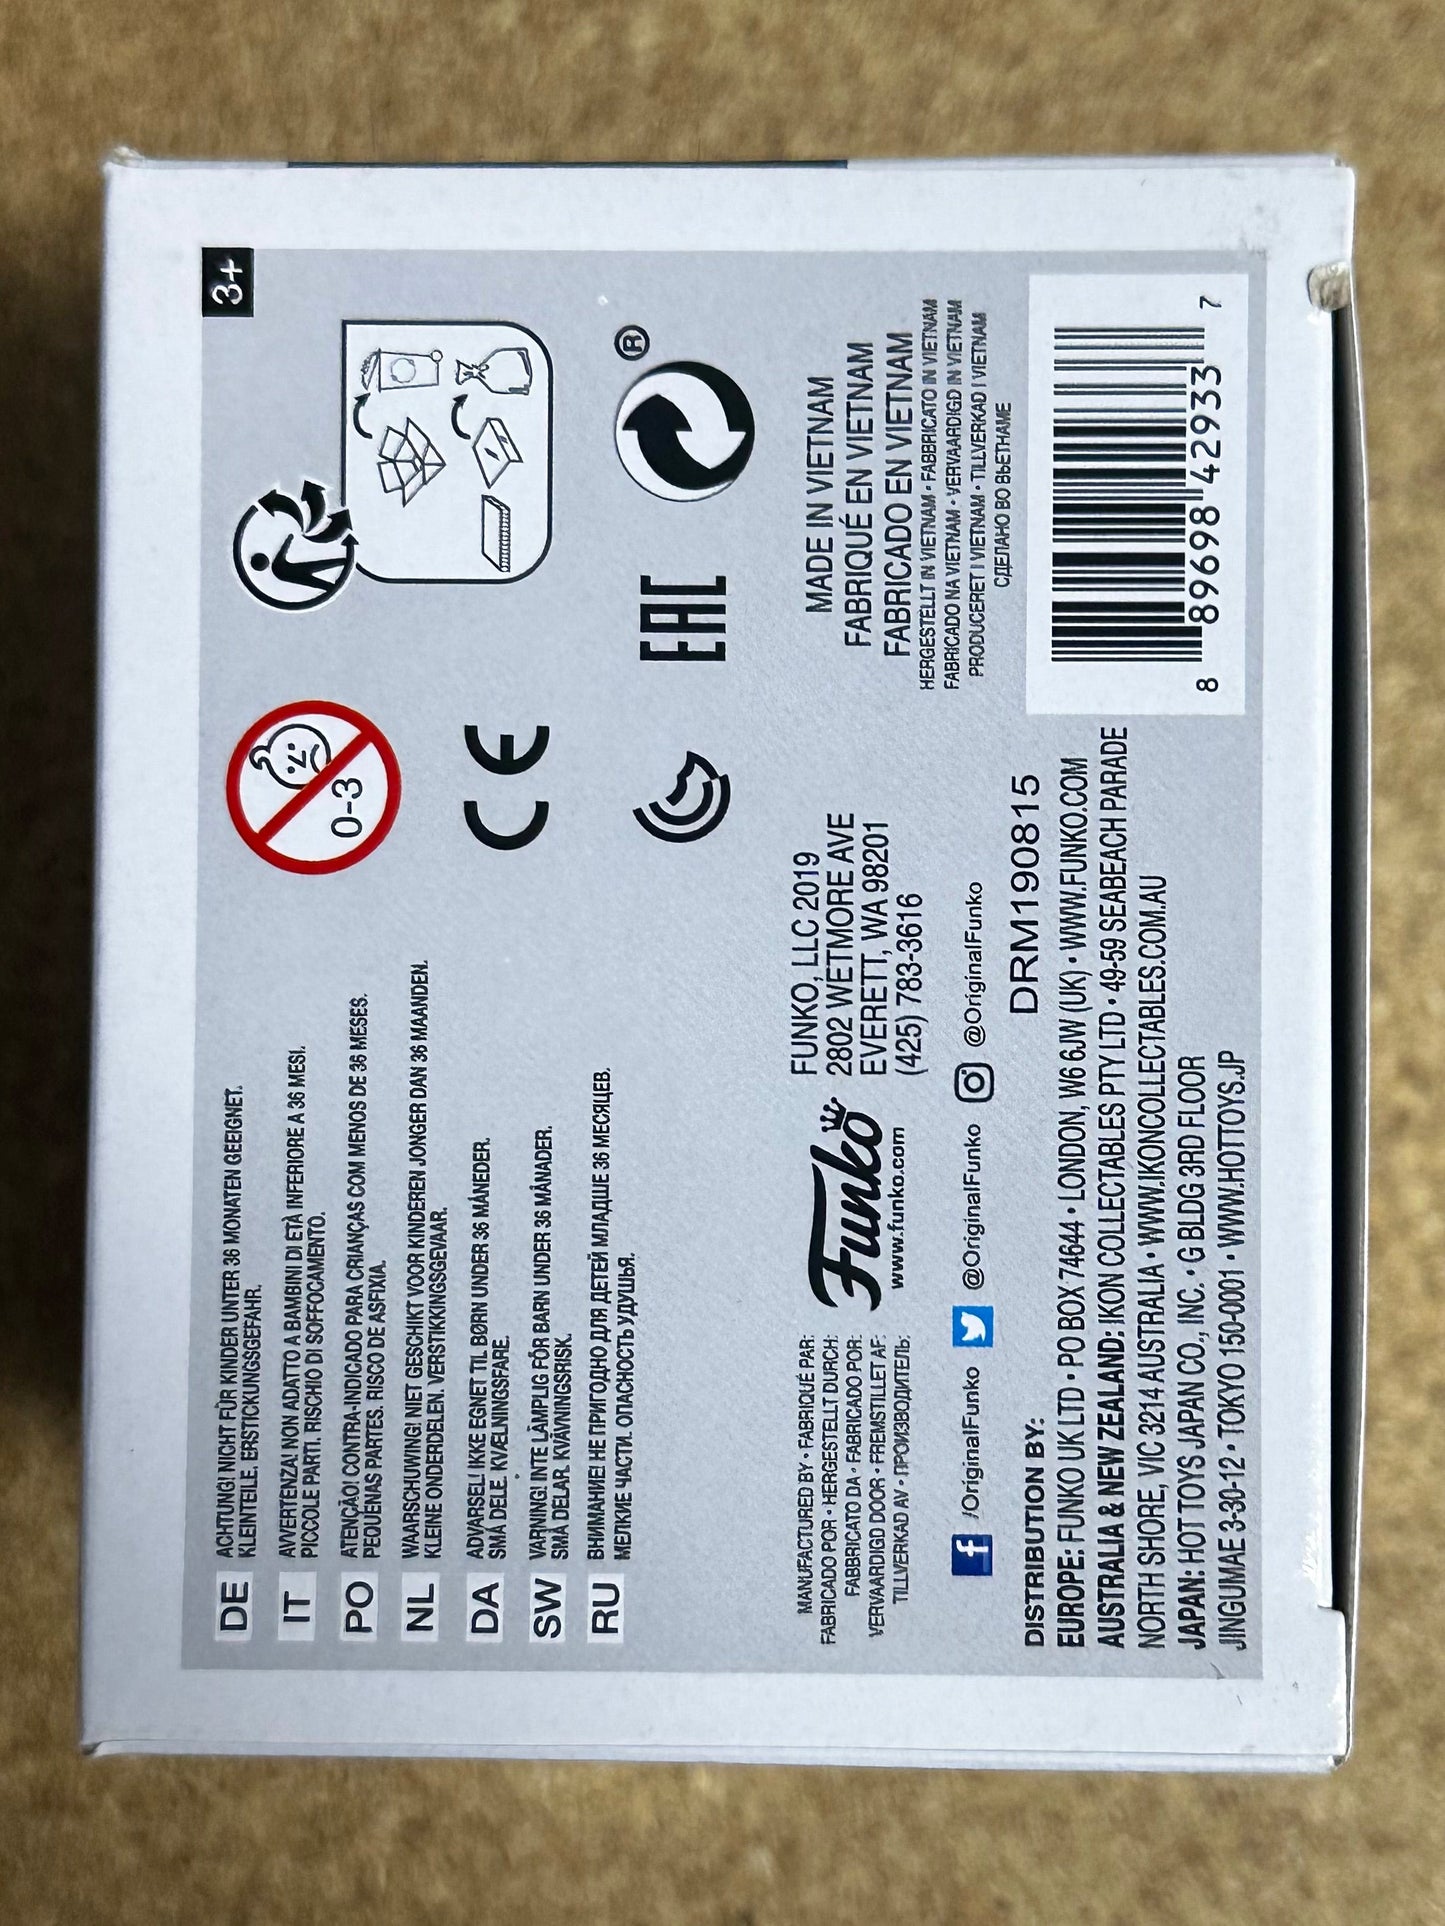 3+
DE ACHTUNG! NICHT FÜR KINDER UNTER 36 MONATEN GEEIGNET.
KLEINTEILE. ERSTICKUNGSGEFAHR.
IT AVVERTENZA! NON ADATTO A BAMBINI DI ETÀ INFERIORE A 36 MESI.
PICCOLE PARTI. RISCHIO DI SOFFOCAMENTO.
PO ATENÇÃO! CONTRA-INDICADO PARA CRIANÇAS COM MENOS DE 36 MESES.
PEQUENAS PARTES. RISCO DE ASFIXIA.
NL WAARSCHUWING! NIET GESCHIKT VOOR KINDEREN JONGER DAN 36 MAANDEN.
KLEINE ONDERDELEN. VERSTIKKINGSGEVAAR.
DA ADVARSEL! IKKE EGNET TIL BØRN UNDER 36 MÅNEDER.
SMÅ DELE. KVÆLNINGSFARE.
SW VARNING! INTE LÄMPLIG FÖR BARN UNDER 36 MÅNADER.
SMÅ DELAR. KVÄVNINGSRISK.
RU ВНИМАНИЕ! НЕ ПРИГОДНО ДЛЯ ДЕТЕЙ МЛАДШЕ 36 МЕСЯЦЕВ.
МЕЛКИЕ ЧАСТИ. ОПАСНОСТЬ УДУШЬЯ.
0-3
CE
EAC
®
MANUFACTURED BY • FABRIQUÉ PAR:
FABRICADO POR • HERGESTELLT DURCH:
FABBRICATO DA • FABRICADO POR:
VERVAARDIGD DOOR • FREMSTILLET AF:
TILLVERKAD AV • ПРОИЗВОДИТЕЛЬ:
Funko
www.funko.com
FUNKO, LLC 2019
2802 WETMORE AVE
EVERETT, WA 98201
(425) 783-3616
MADE IN VIETNAM
FABRIQUÉ EN VIETNAM
FABRICADO EN VIETNAM
HERGESTELLT IN VIETNAM • FABBRICATO IN VIETNAM
FABRICADO NA VIETNAM • VERVAARDIGD IN VIETNAM
PRODUCERET I VIETNAM • TILLVERKAD I VIETNAM
СДЕЛАНО ВО ВЬЕТНАМЕ
f /OriginalFunko @OriginalFunko @OriginalFunko
DRM190815
DISTRIBUTION BY:
EUROPE: FUNKO UK LTD • PO BOX 74644 • LONDON, W6 6JW (UK) • WWW.FUNKO.COM
AUSTRALIA & NEW ZEALAND: IKON COLLECTABLES PTY LTD • 49-59 SEABEACH PARADE
NORTH SHORE, VIC 3214 AUSTRALIA • WWW.IKONCOLLECTABLES.COM.AU
JAPAN: HOT TOYS JAPAN CO., INC. • G BLDG 3RD FLOOR
JINGUMAE 3-30-12 • TOKYO 150-0001 • WWW.HOTTOYS.JP
8 89698 42933 7